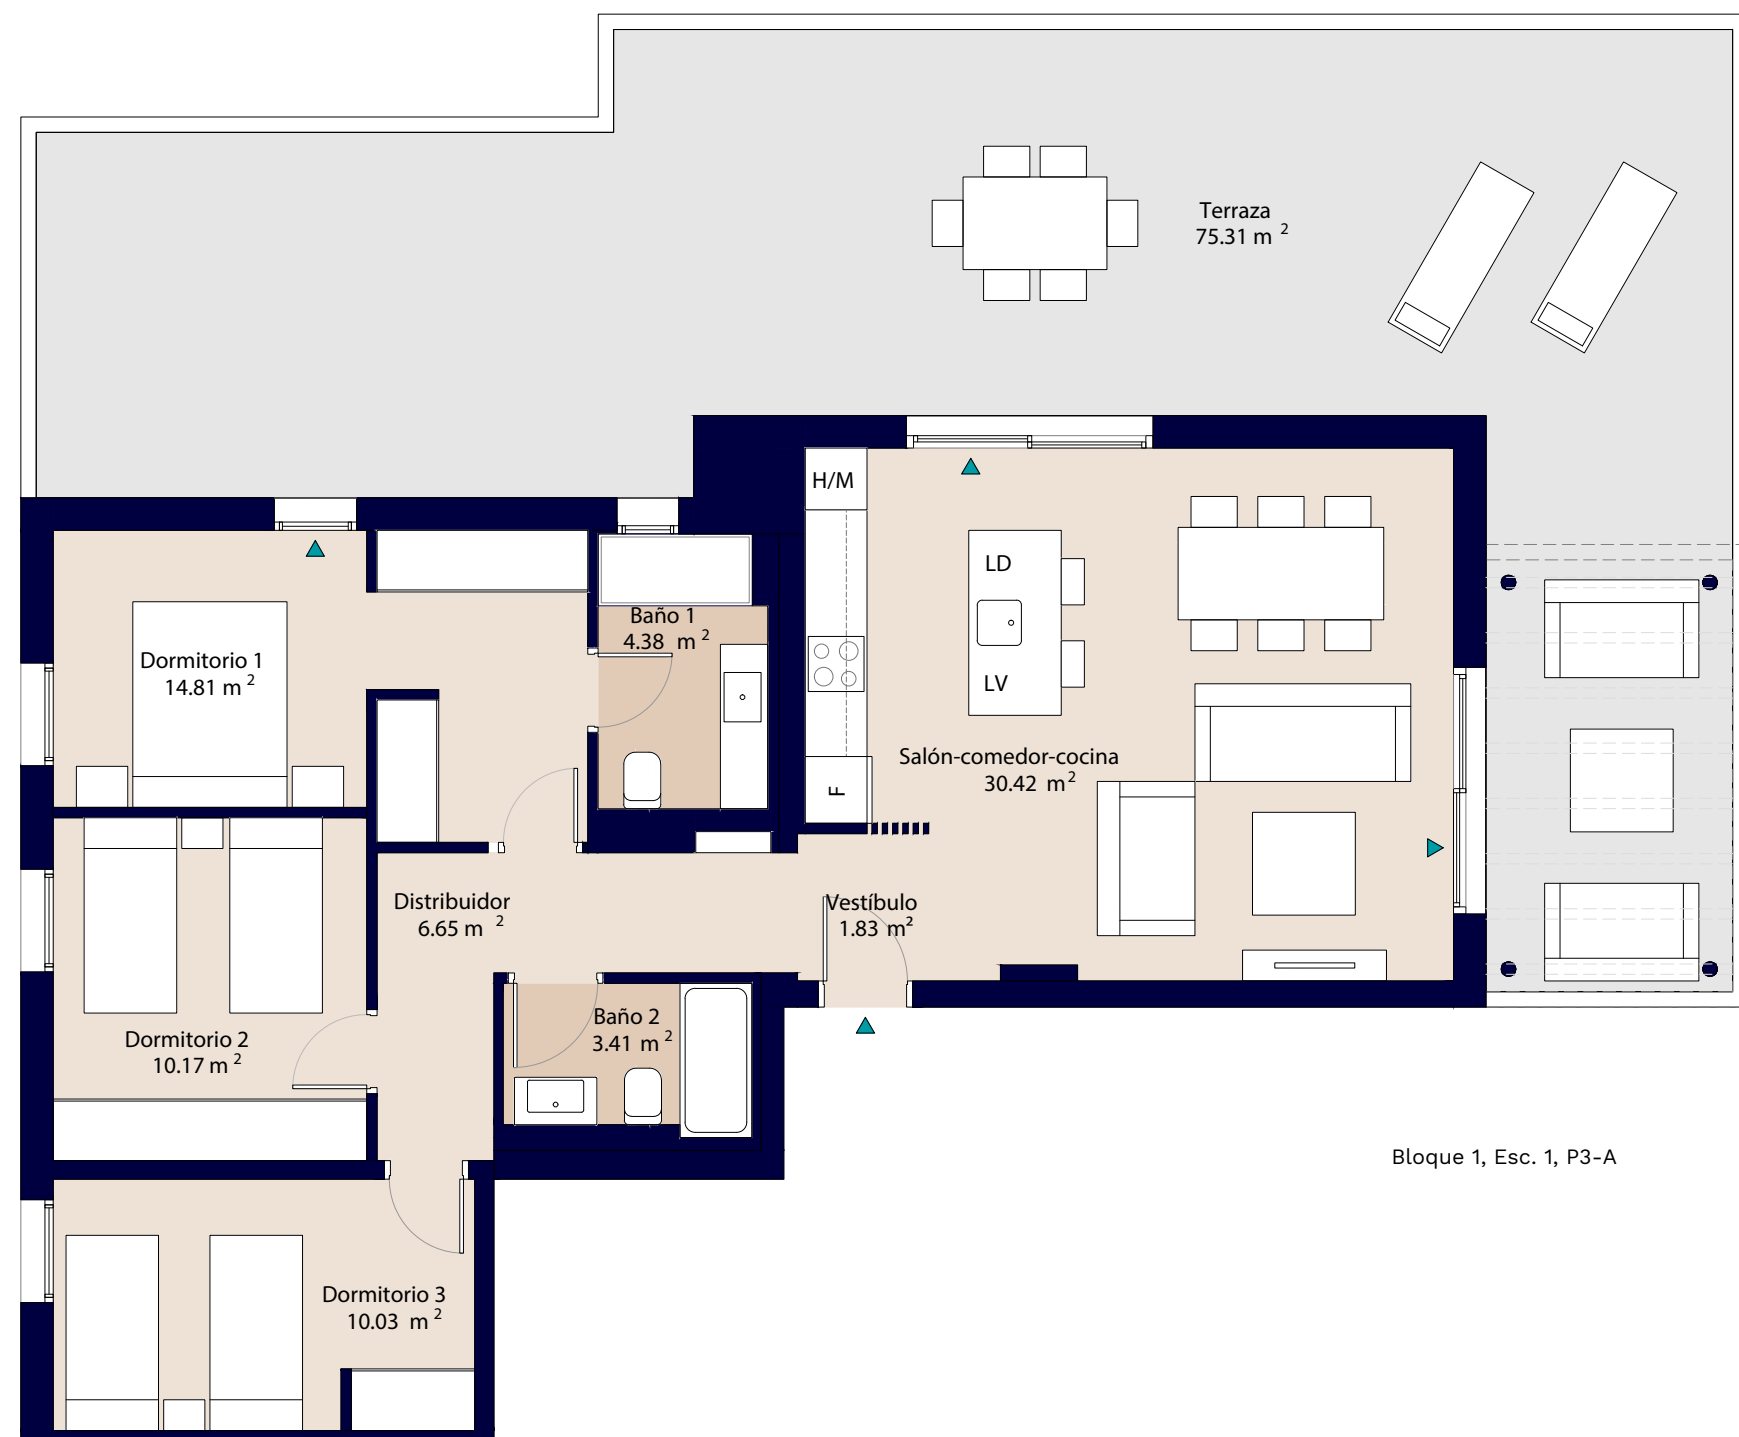 Terraza
75.31 m 2
H/M
LD
LV
F
Salón-comedor-cocina
30.42 m2
Baño 1
4.38 m 2
Dormitorio 1
14.81 m 2
Distribuidor
6.65 m 2
Vestíbulo
1.83 m²
Baño 2
3.41 m 2
Dormitorio 2
10.17 m 2
Bloque 1, Esc. 1, P3-A
Dormitorio 3
10.03 m 2